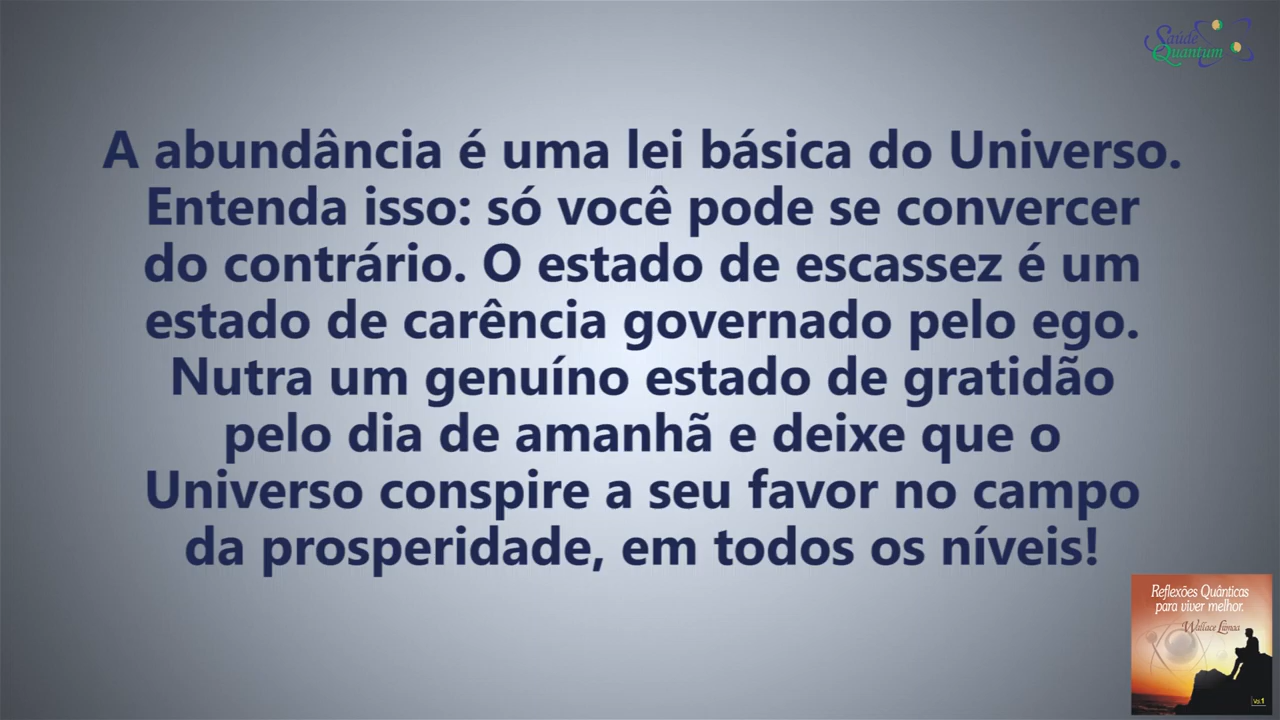 Saúde
Quantum
A abundância é uma lei básica do Universo.
Entenda isso: só você pode se convercer
do contrário. O estado de escassez é um
estado de carência governado pelo ego.
Nutra um genuíno estado de gratidão
pelo dia de amanhã e deixe que o
Universo conspire a seu favor no campo
da prosperidade, em todos os níveis!
Reflexões Quânticas
para viver melhor.
Wallace Limaa
Vol.1